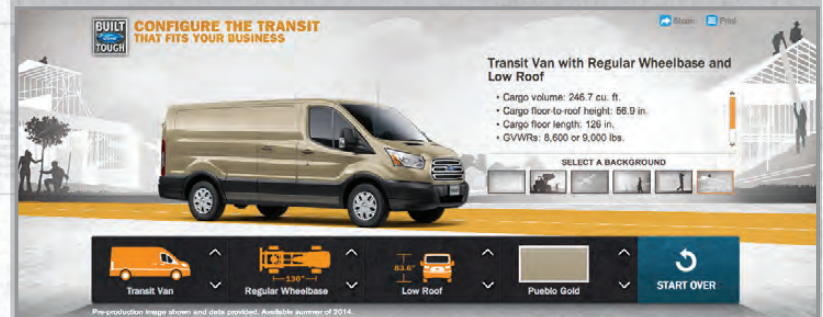 BUILT
Ford
TOUGH
CONFIGURE THE TRANSIT
THAT FITS YOUR BUSINESS
Share
Print
Transit Van with Regular Wheelbase and
Low Roof
• Cargo volume: 246.7 cu. ft.
• Cargo floor-to-roof height: 56.9 in.
• Cargo floor length: 126 in.
• GVWRs: 8,600 or 9,000 lbs.
SELECT A BACKGROUND
Transit Van
130"
Regular Wheelbase
83.6"
Low Roof
Pueblo Gold
START OVER
Pre-production image shown and data provided. Available summer of 2014.